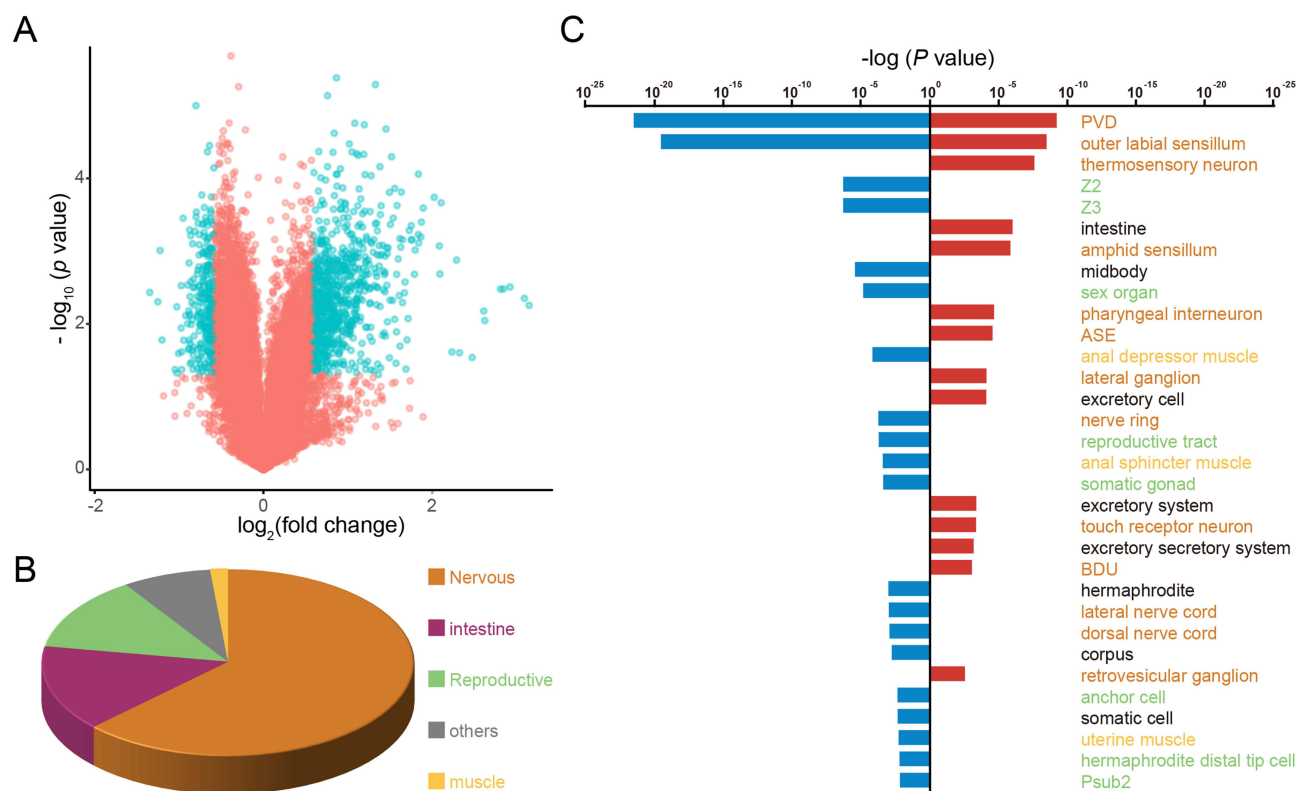 A
4
2
0
-2
0
2
- log10 (p value)
log2(fold change)
B
Nervous
intestine
Reproductive
others
muscle
C
-log (P value)
10-25 10-20 10-15 10-10 10-5 100 10-5 10-10 10-15 10-20 10-25
PVD
outer labial sensillum
thermosensory neuron
Z2
Z3
intestine
amphid sensillum
midbody
sex organ
pharyngeal interneuron
ASE
anal depressor muscle
lateral ganglion
excretory cell
nerve ring
reproductive tract
anal sphincter muscle
somatic gonad
excretory system
touch receptor neuron
excretory secretory system
BDU
hermaphrodite
lateral nerve cord
dorsal nerve cord
corpus
retrovesicular ganglion
anchor cell
somatic cell
uterine muscle
hermaphrodite distal tip cell
Psub2